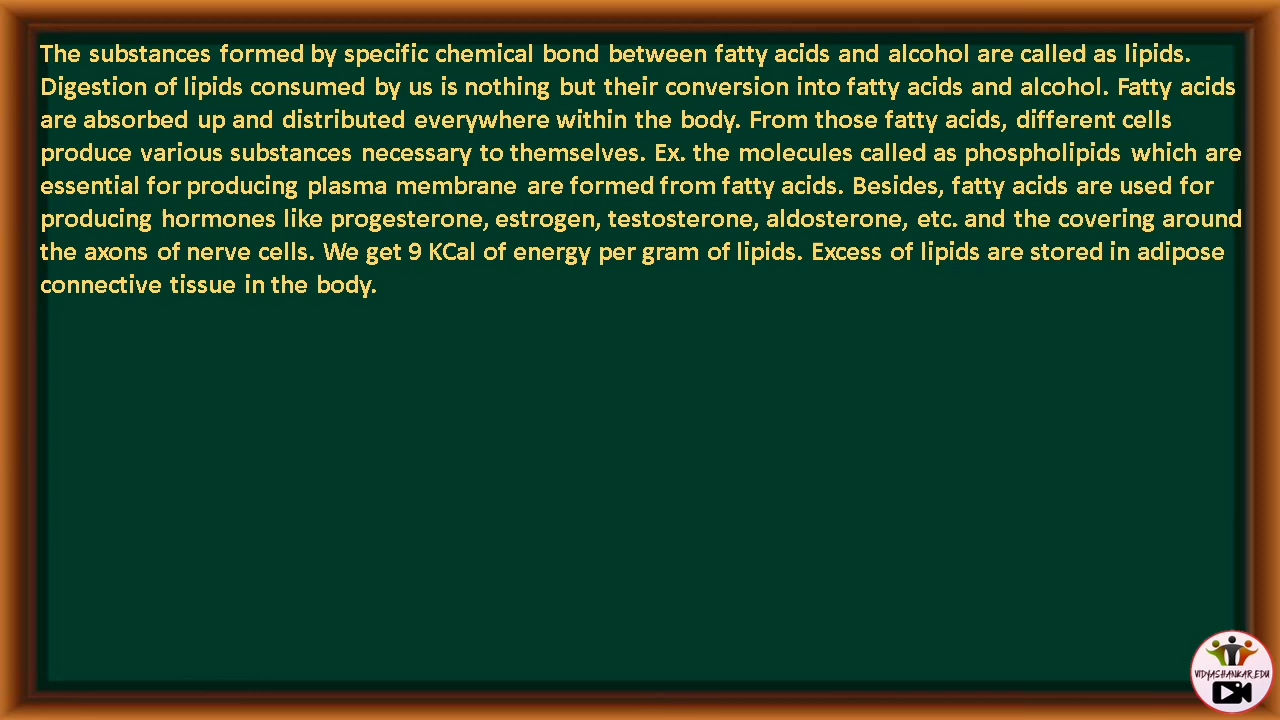 The substances formed by specific chemical bond between fatty acids and alcohol are called as lipids.
Digestion of lipids consumed by us is nothing but their conversion into fatty acids and alcohol. Fatty acids
are absorbed up and distributed everywhere within the body. From those fatty acids, different cells
produce various substances necessary to themselves. Ex. the molecules called as phospholipids which are
essential for producing plasma membrane are formed from fatty acids. Besides, fatty acids are used for
producing hormones like progesterone, estrogen, testosterone, aldosterone, etc. and the covering around
the axons of nerve cells. We get 9 KCal of energy per gram of lipids. Excess of lipids are stored in adipose
connective tissue in the body.
VIDYASHANKAR.EDU